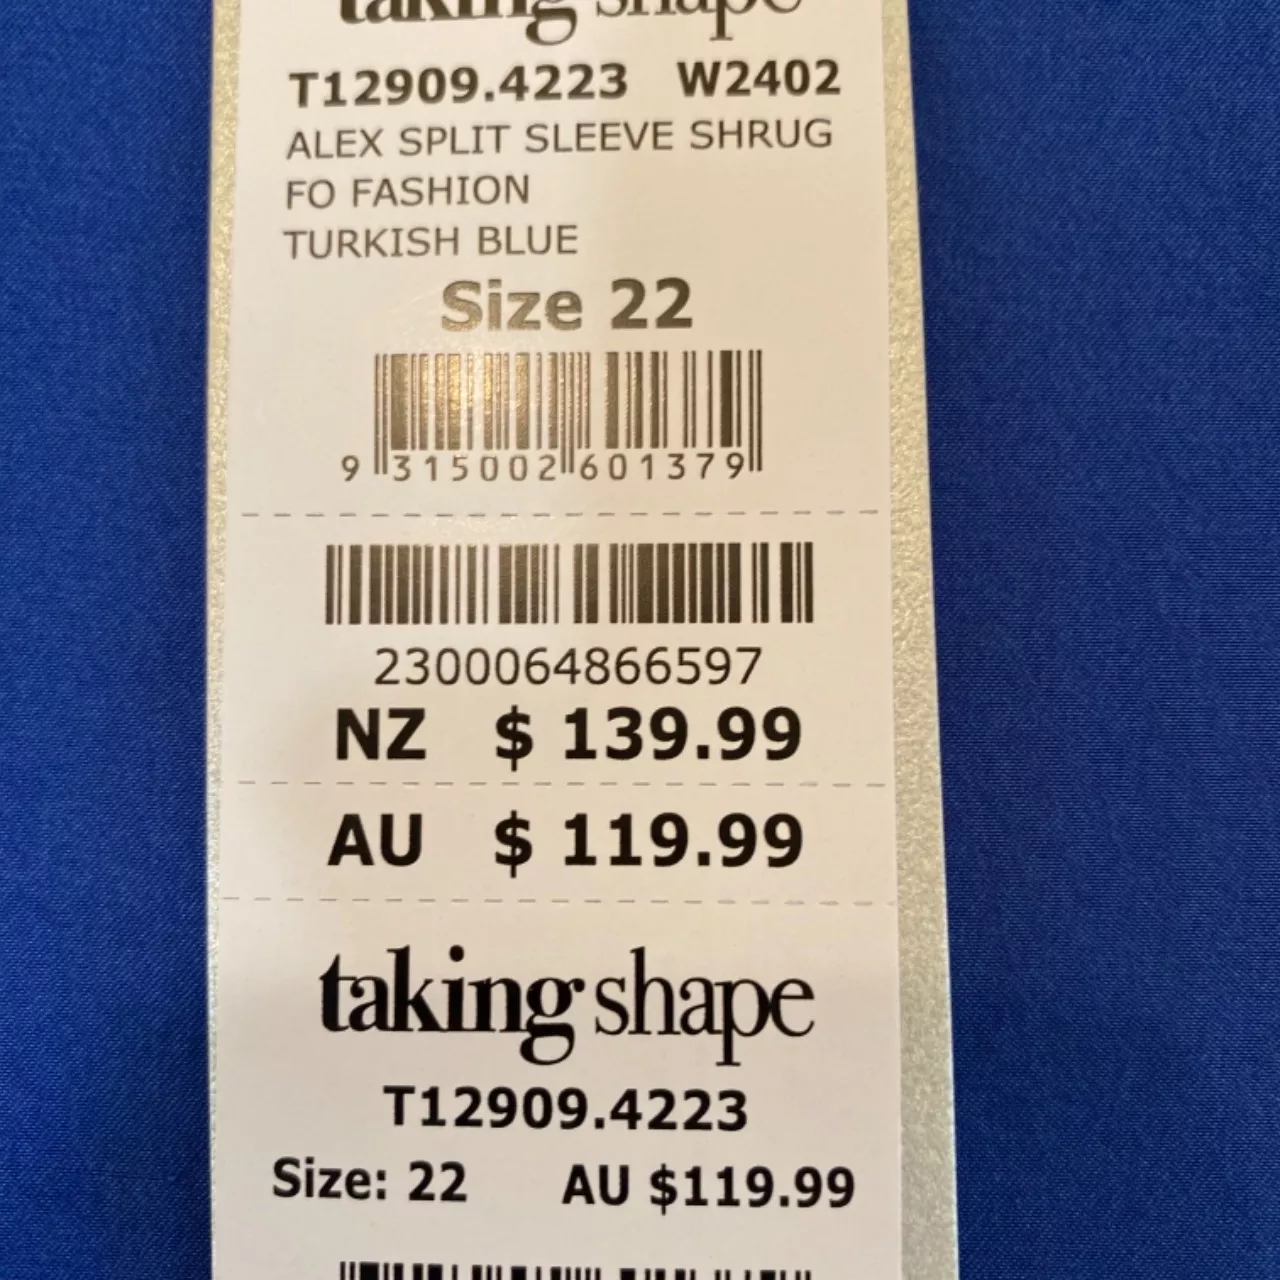 taking shape
T12909.4223 W2402
ALEX SPLIT SLEEVE SHRUG
FO FASHION
TURKISH BLUE
Size 22
9 315002 601379
2300064866597
NZ $ 139.99
AU $ 119.99
taking shape
T12909.4223
Size: 22 AU $119.99